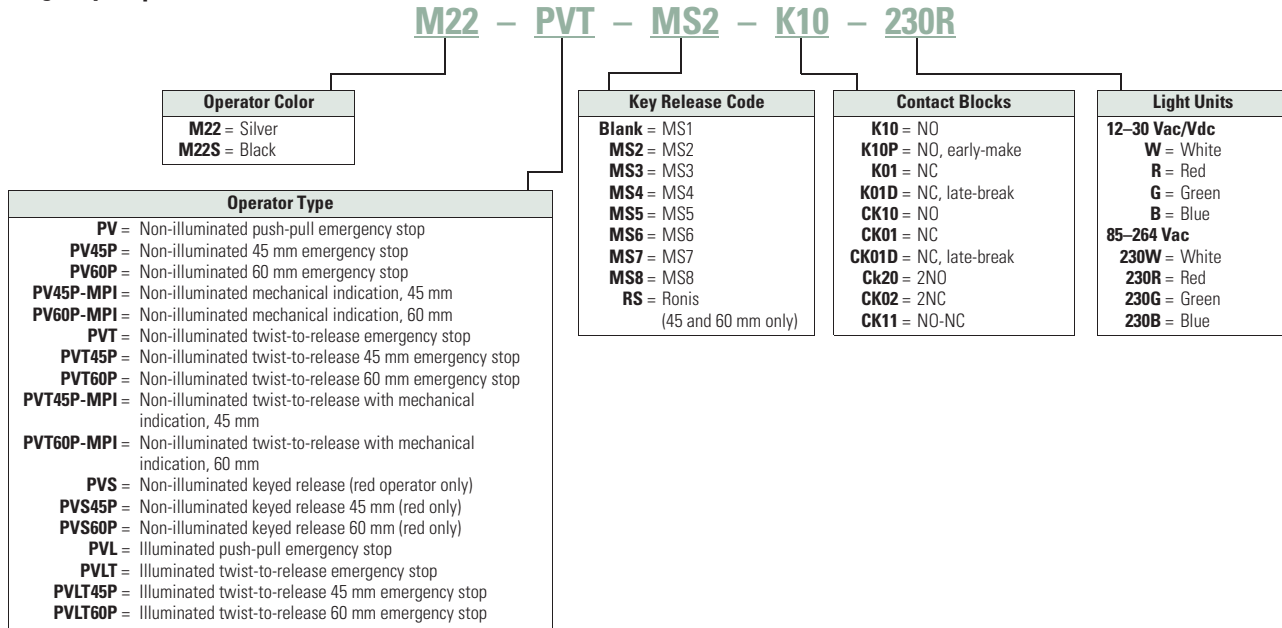 M22 – PVT – MS2 – K10 – 230R
Operator Color
M22 = Silver
M22S = Black
Operator Type
PV = Non-illuminated push-pull emergency stop
PV45P = Non-illuminated 45 mm emergency stop
PV60P = Non-illuminated 60 mm emergency stop
PV45P-MPI = Non-illuminated mechanical indication, 45 mm
PV60P-MPI = Non-illuminated mechanical indication, 60 mm
PVT = Non-illuminated twist-to-release emergency stop
PVT45P = Non-illuminated twist-to-release 45 mm emergency stop
PVT60P = Non-illuminated twist-to-release 60 mm emergency stop
PVT45P-MPI = Non-illuminated twist-to-release with mechanical
indication, 45 mm
PVT60P-MPI = Non-illuminated twist-to-release with mechanical
indication, 60 mm
PVS = Non-illuminated keyed release (red operator only)
PVS45P = Non-illuminated keyed release 45 mm (red only)
PVS60P = Non-illuminated keyed release 60 mm (red only)
PVL = Illuminated push-pull emergency stop
PVLT = Illuminated twist-to-release emergency stop
PVLT45P = Illuminated twist-to-release 45 mm emergency stop
PVLT60P = Illuminated twist-to-release 60 mm emergency stop
Key Release Code
Blank = MS1
MS2 = MS2
MS3 = MS3
MS4 = MS4
MS5 = MS5
MS6 = MS6
MS7 = MS7
MS8 = MS8
RS = Ronis
(45 and 60 mm only)
Contact Blocks
K10 = NO
K10P = NO, early-make
K01 = NC
K01D = NC, late-break
CK10 = NO
CK01 = NC
CK01D = NC, late-break
Ck20 = 2NO
CK02 = 2NC
CK11 = NO-NC
Light Units
12–30 Vac/Vdc
W = White
R = Red
G = Green
B = Blue
85–264 Vac
230W = White
230R = Red
230G = Green
230B = Blue